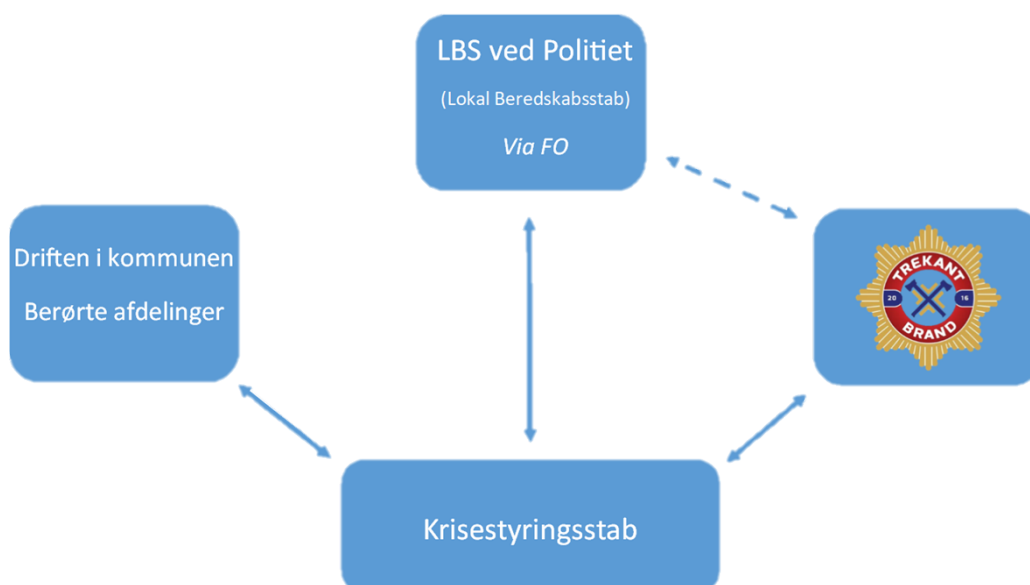 LBS ved Politiet
(Lokal Beredskabsstab)
Via FO
Driften i kommunen
Berørte afdelinger
TREKANT
20 16
BRAND
Krisestyringsstab